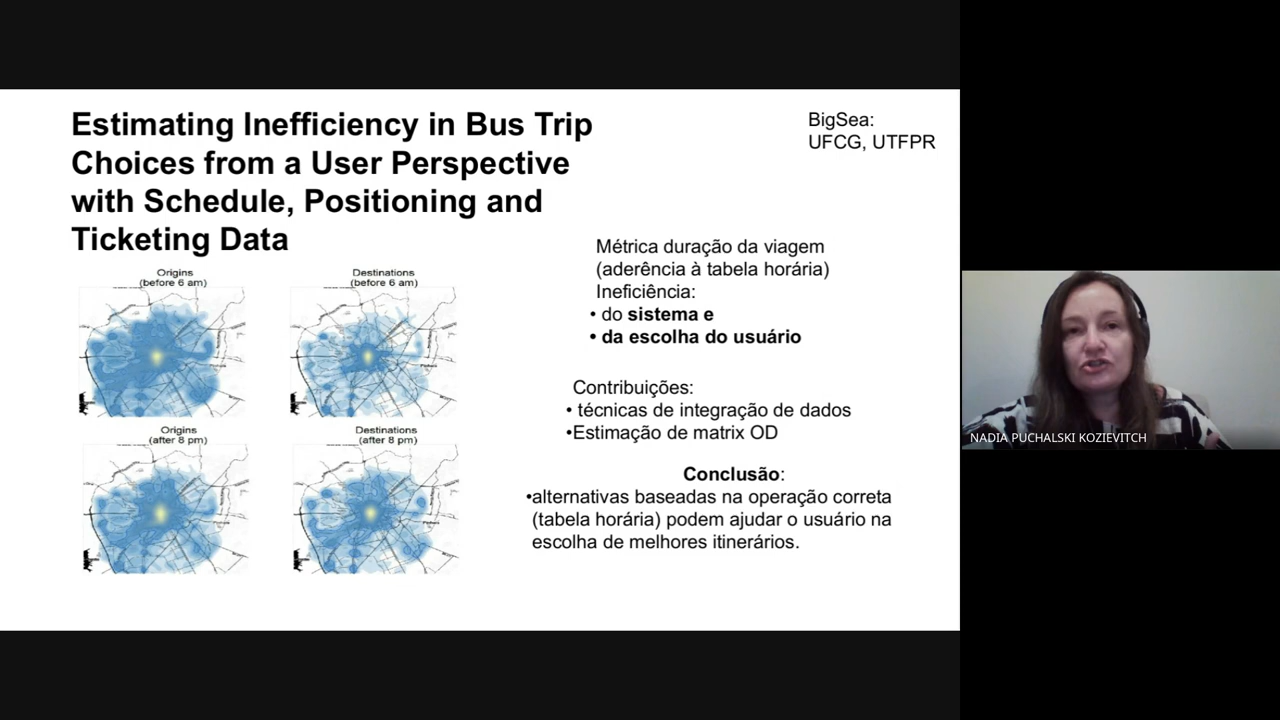 Estimating Inefficiency in Bus Trip
Choices from a User Perspective
with Schedule, Positioning and
Ticketing Data
BigSea:
UFCG, UTFPR
Origins
(before 6 am)
Destinations
(before 6 am)
Origins
(after 8 pm)
Destinations
(after 8 pm)
Métrica duração da viagem
(aderência à tabela horária)
Ineficiência:
• do sistema e
• da escolha do usuário
Contribuições:
• técnicas de integração de dados
•Estimação de matrix OD
Conclusão:
•alternativas baseadas na operação correta
(tabela horária) podem ajudar o usuário na
escolha de melhores itinerários.
NADIA PUCHALSKI KOZIEVITCH